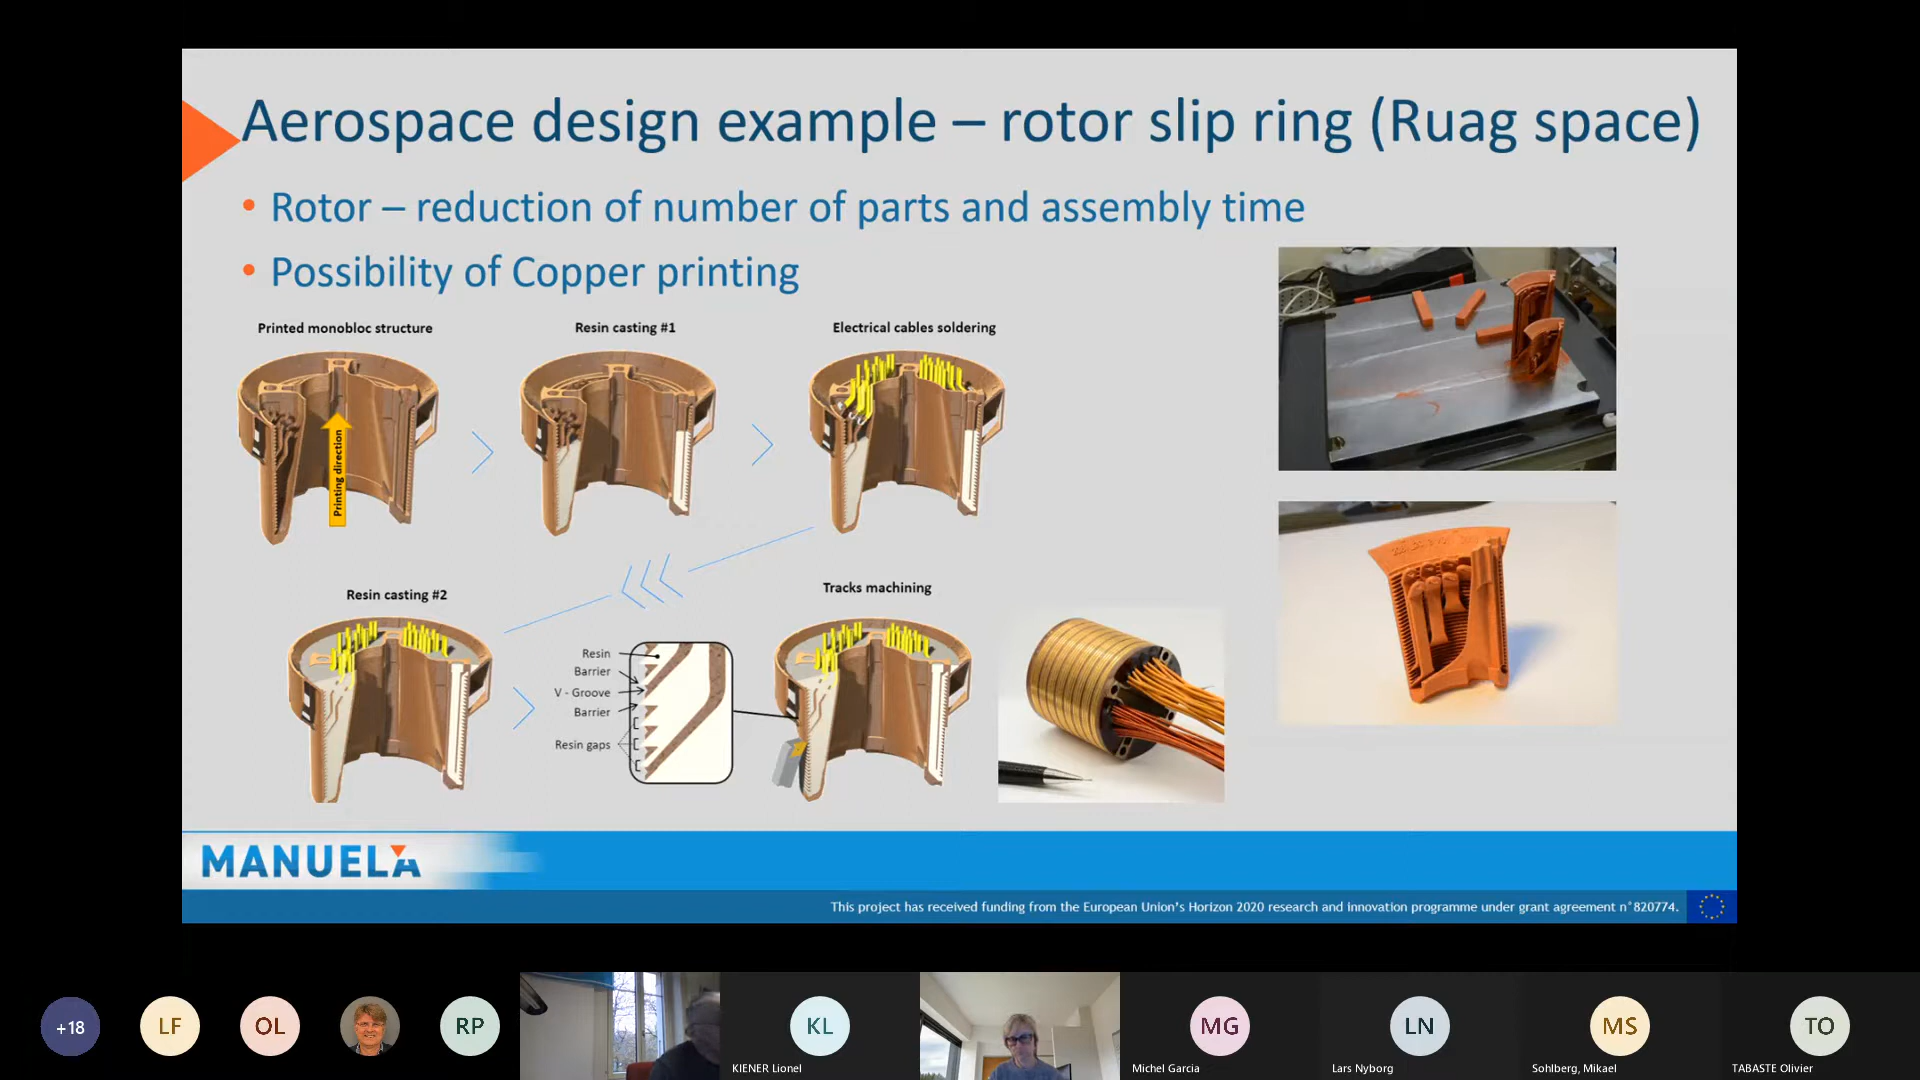 Aerospace design example – rotor slip ring (Ruag space)
• Rotor – reduction of number of parts and assembly time
• Possibility of Copper printing
Printed monobloc structure
Resin casting #1
Electrical cables soldering
Printing direction
Resin casting #2
Tracks machining
Resin
Barrier
V - Groove
Barrier
Resin gaps
MANUELA
This project has received funding from the European Union's Horizon 2020 research and innovation programme under grant agreement n°820774.
+18
LF
OL
RP
KL
KIENER Lionel
MG
Michel Garcia
LN
Lars Nyborg
MS
Sohlberg, Mikael
TO
TABASTE Olivier